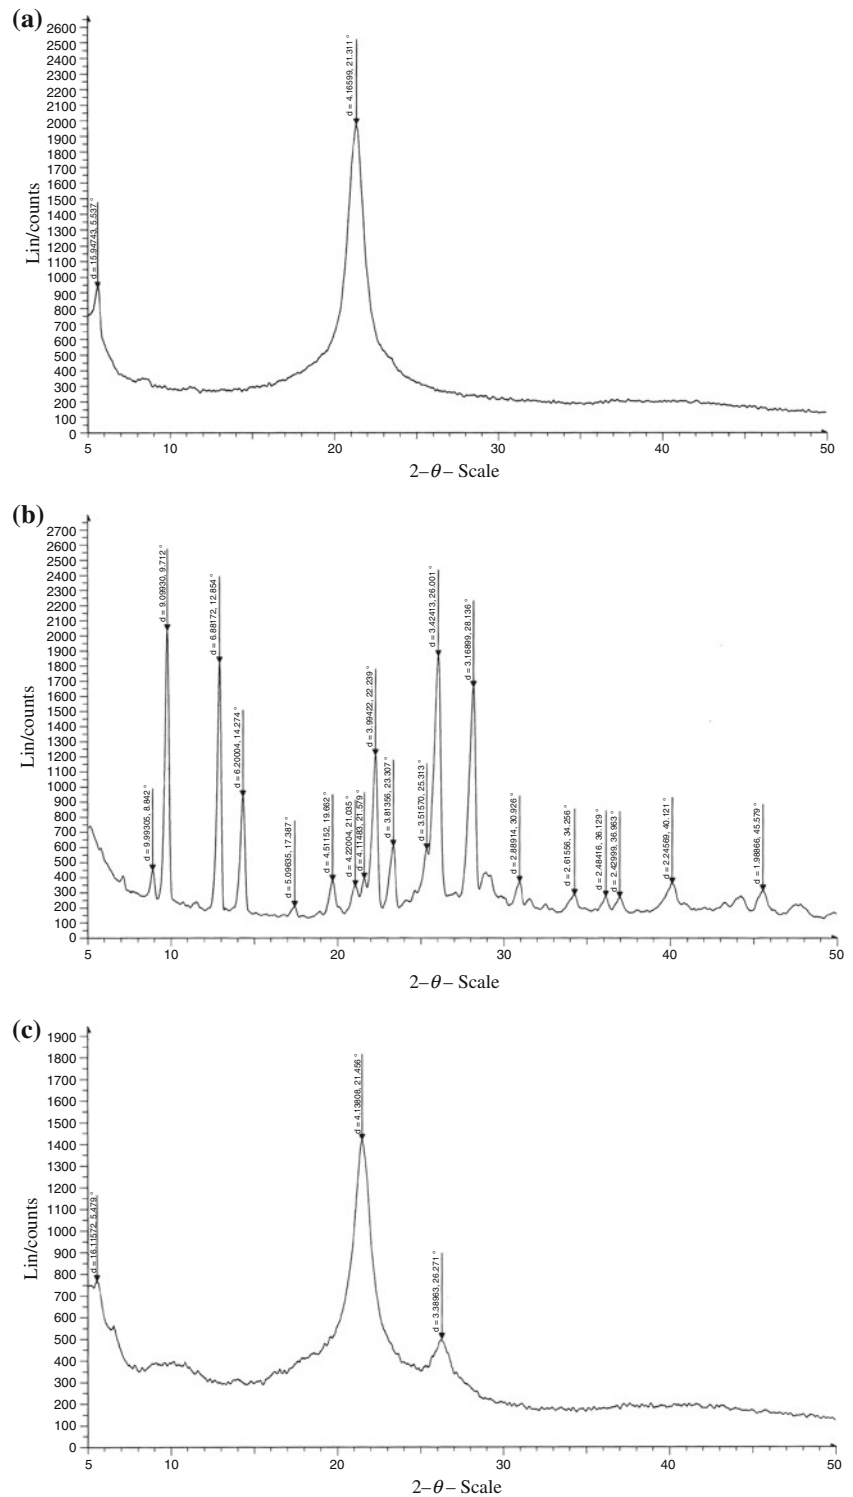 (a)
2600
2500
2400
2300
2200
2100
2000
1900
1800
1700
1600
1500
1400
1300
1200
1100
1000
900
800
700
600
500
400
300
200
100
0
Lin/counts
d = 15.94743, 5.537 °
d = 4.16599, 21.311 °
5 10 20 30 40 50
2–θ – Scale
(b)
2700
2600
2500
2400
2300
2200
2100
2000
1900
1800
1700
1600
1500
1400
1300
1200
1100
1000
900
800
700
600
500
400
300
200
100
0
Lin/counts
d = 9.99305, 8.842 °
d = 9.09930, 9.712 °
d = 6.88172, 12.854 °
d = 6.20004, 14.274 °
d = 5.09635, 17.387 °
d = 4.51152, 19.662 °
d = 4.22004, 21.035 °
d = 4.11483, 21.579 °
d = 3.99422, 22.239 °
d = 3.81356, 23.307 °
d = 3.51570, 25.313 °
d = 3.42413, 26.001 °
d = 3.16899, 28.136 °
d = 2.88914, 30.926 °
d = 2.61556, 34.256 °
d = 2.48416, 36.129 °
d = 2.42999, 36.963 °
d = 2.24569, 40.121 °
d = 1.98866, 45.579 °
5 10 20 30 40 50
2–θ – Scale
(c)
1900
1800
1700
1600
1500
1400
1300
1200
1100
1000
900
800
700
600
500
400
300
200
100
0
Lin/counts
d = 16.11572, 5.479 °
d = 4.13808, 21.456 °
d = 3.38963, 26.271 °
5 10 20 30 40 50
2–θ – Scale